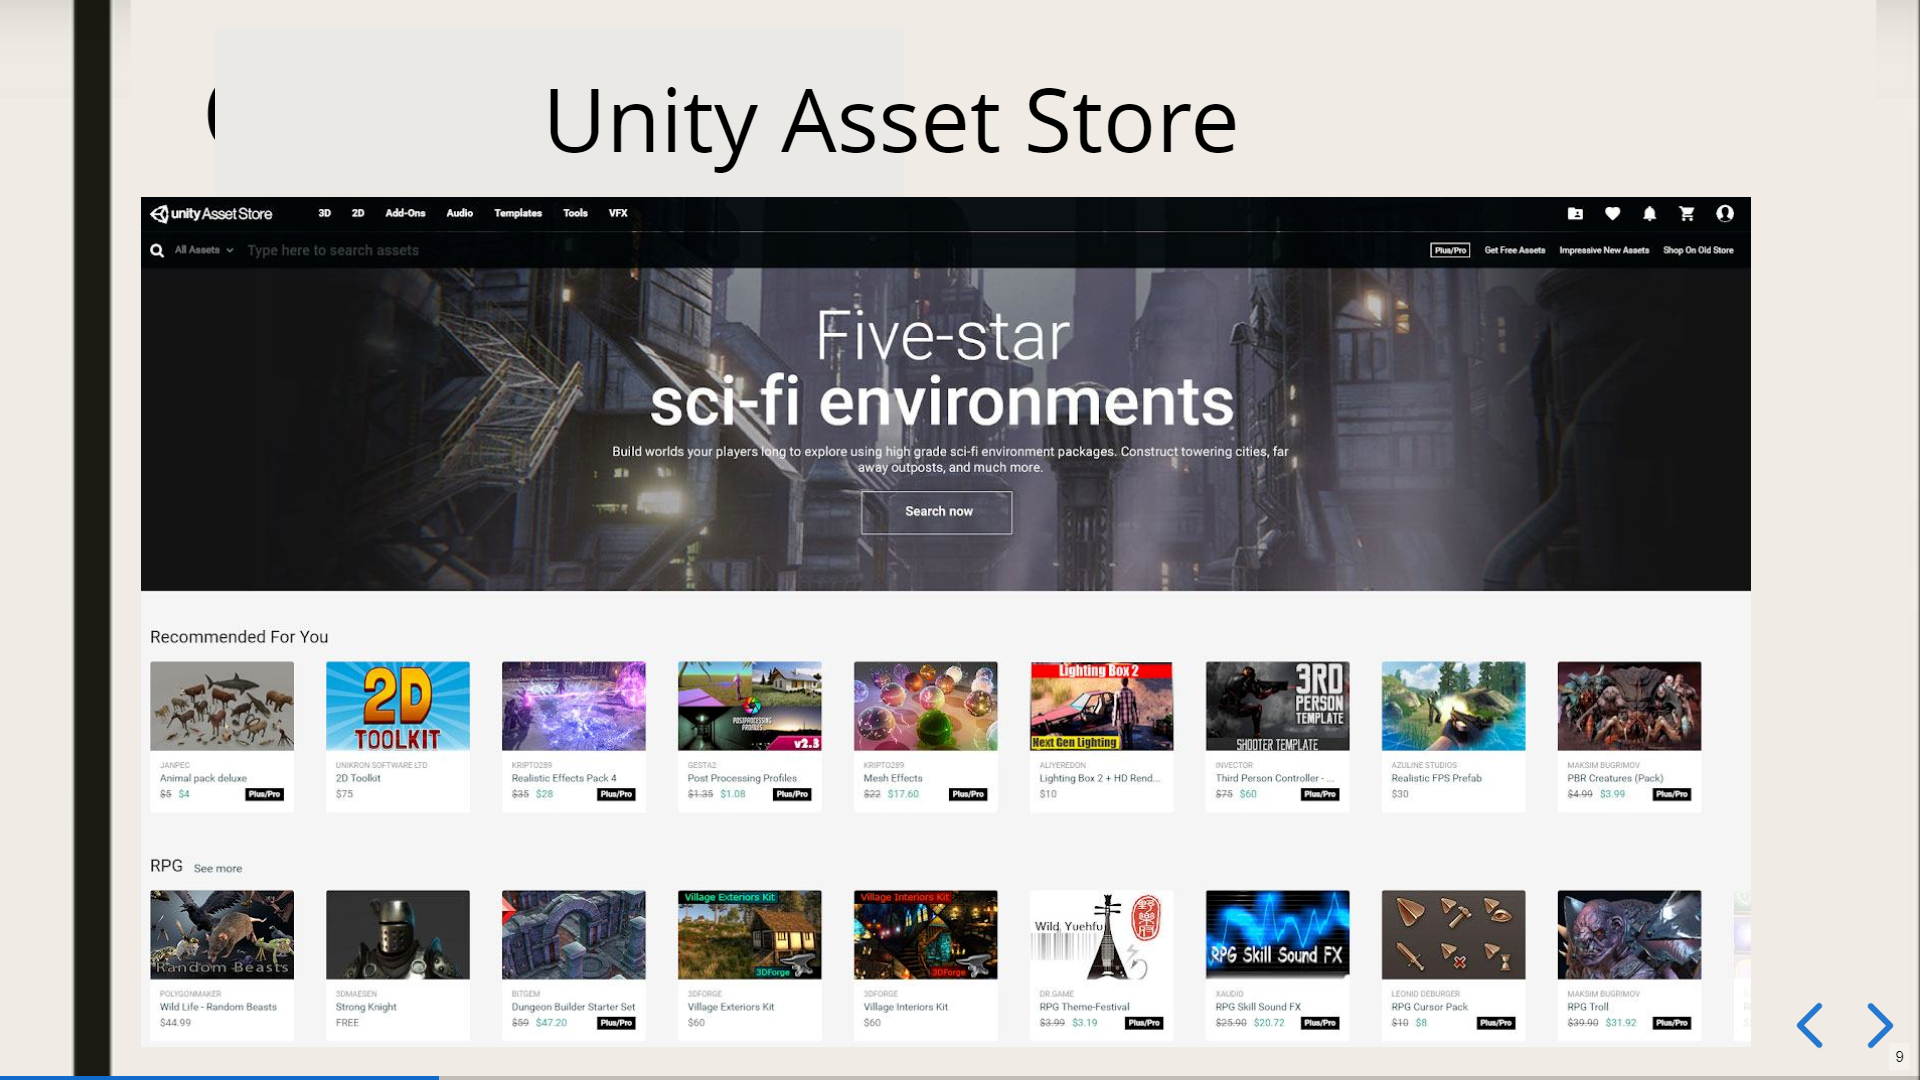 Unity Asset Store
unity Asset Store
3D 2D Add-Ons Audio Templates Tools VFX
All Assets Type here to search assets
Plus/Pro Get Free Assets Impressive New Assets Shop On Old Store
Five-star
sci-fi environments
Build worlds your players long to explore using high grade sci-fi environment packages. Construct towering cities, far
away outposts, and much more.
Search now
Recommended For You
2D
TOOLKIT
POSTPROCESSING
PROFILES
v2.3
Lighting Box 2
Next Gen Lighting
3RD
PERSON
TEMPLATE
SHOOTER TEMPLATE
JANPEC
Animal pack deluxe
$5 $4 Plus/Pro
UNIKRON SOFTWARE LTD
2D Toolkit
$75
KRIPTO289
Realistic Effects Pack 4
$35 $28 Plus/Pro
GESTA2
Post Processing Profiles
$1.35 $1.08 Plus/Pro
KRIPTO289
Mesh Effects
$22 $17.60 Plus/Pro
ALIYEREDON
Lighting Box 2 + HD Rend...
$10
INVECTOR
Third Person Controller - ...
$75 $60 Plus/Pro
AZULINE STUDIOS
Realistic FPS Prefab
$30
MAKSIM BUGRIMOV
PBR Creatures (Pack)
$4.99 $3.99 Plus/Pro
RPG See more
Random Beasts
Village Exteriors Kit
3DForge
Village Interiors Kit
3DForge
Wild Yuehfu
野樂府
RPG Skill Sound FX
POLYGONMAKER
Wild Life - Random Beasts
$44.99
3DMAESEN
Strong Knight
FREE
BITGEM
Dungeon Builder Starter Set
$59 $47.20 Plus/Pro
3DFORGE
Village Exteriors Kit
$60
3DFORGE
Village Interiors Kit
$60
DR.GAME
RPG Theme-Festival
$3.99 $3.19 Plus/Pro
XAUDIO
RPG Skill Sound FX
$25.90 $20.72 Plus/Pro
LEONID DEBURGER
RPG Cursor Pack
$10 $8 Plus/Pro
MAKSIM BUGRIMOV
RPG Troll
$39.90 $31.92 Plus/Pro
9